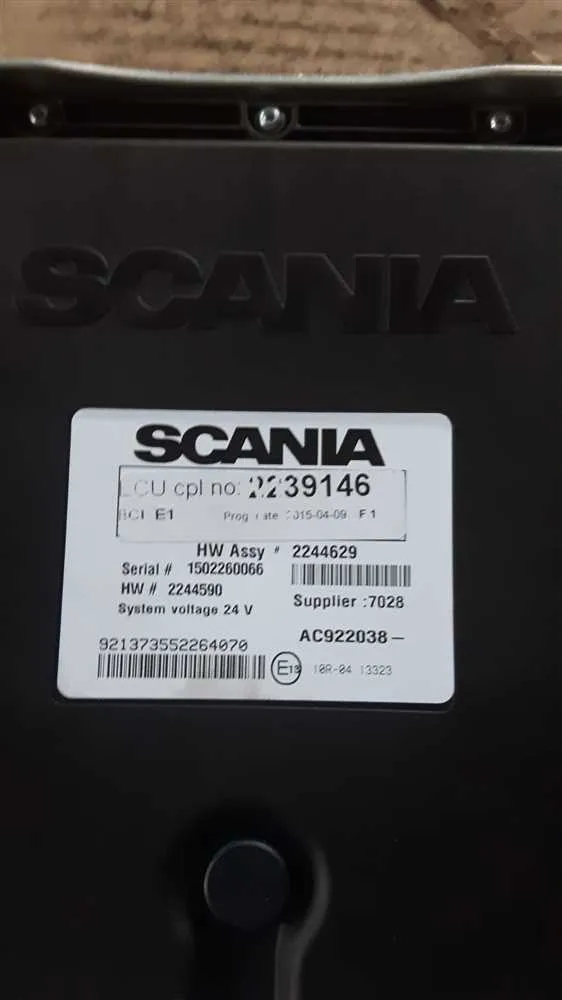 SCANIA
SCANIA
ECU cpl no: 2239146
BCI E1 Prog date 2015-04-09 F1
HW Assy # 2244629
Serial # 1502260066
HW # 2244590
Supplier :7028
System voltage 24 V
AC922038-
921373552264070
E13 10R-04 13323